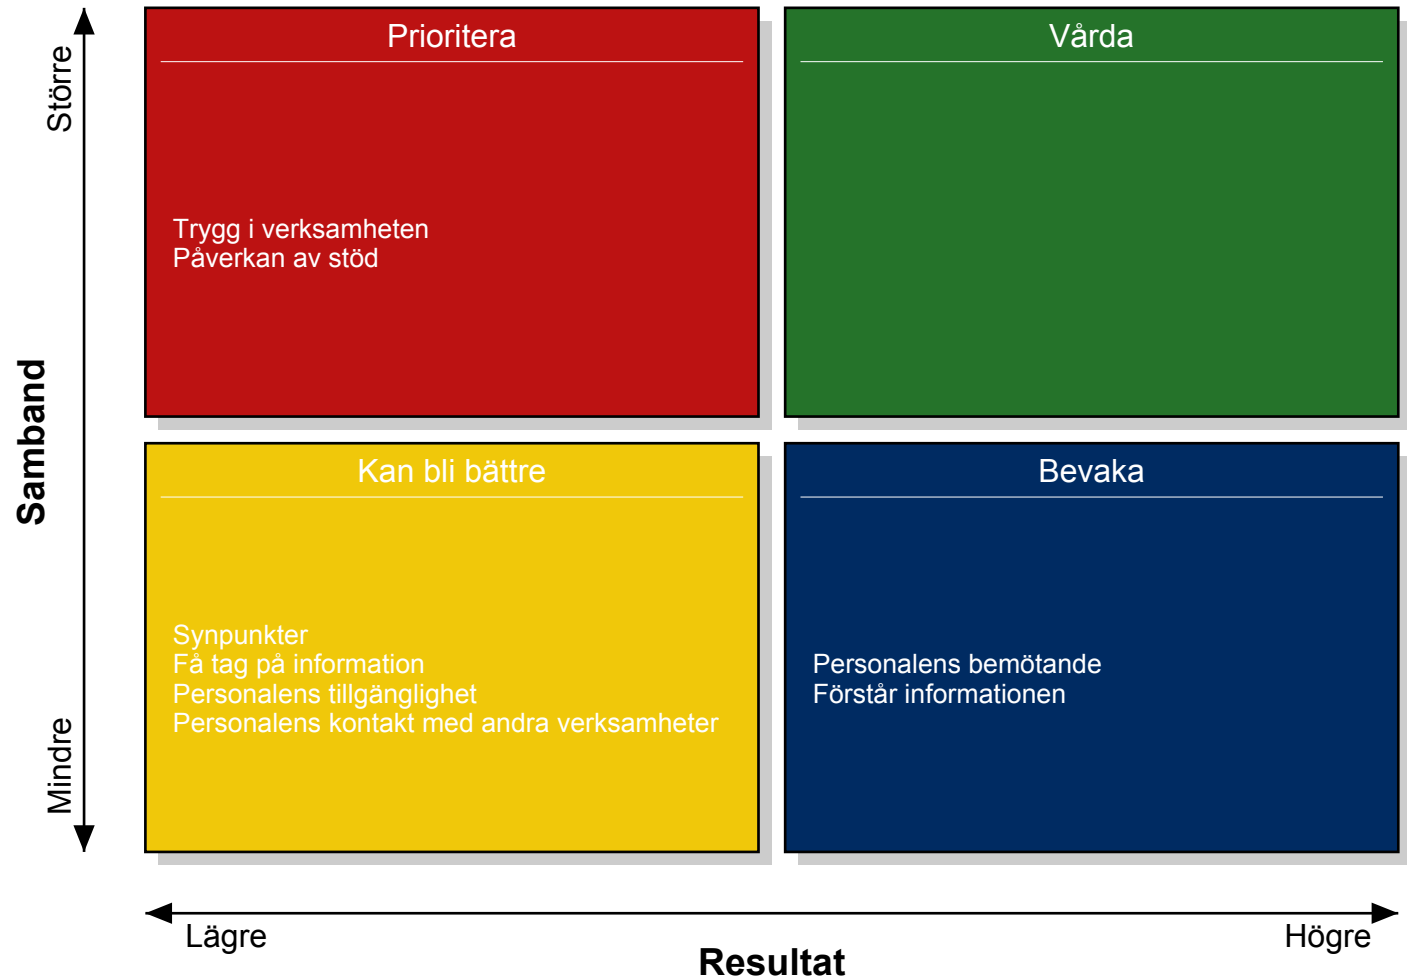 Större
Mindre
Samband
Prioritera
Trygg i verksamheten
Påverkan av stöd
Vårda
Kan bli bättre
Synpunkter
Få tag på information
Personalens tillgänglighet
Personalens kontakt med andra verksamheter
Bevaka
Personalens bemötande
Förstår informationen
Lägre
Högre
Resultat